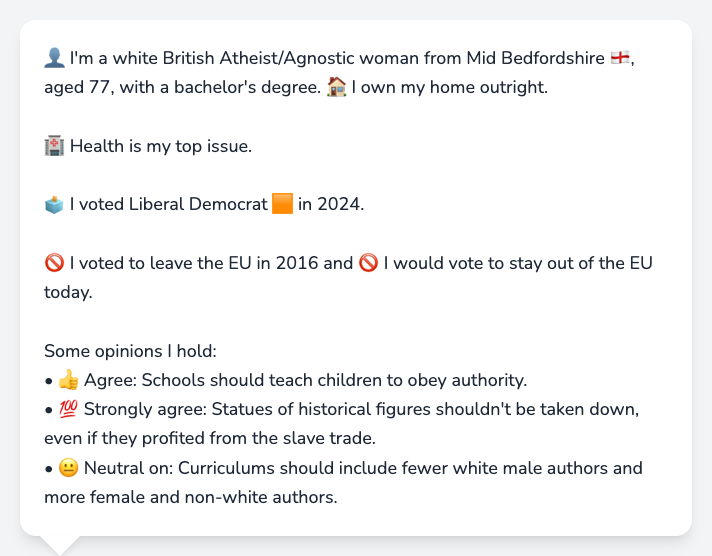 👤 I'm a white British Atheist/Agnostic woman from Mid Bedfordshire 🏴󠁧󠁢󠁥󠁮󠁧󠁿,
aged 77, with a bachelor's degree. 🏠 I own my home outright.
🏥 Health is my top issue.
🗳️ I voted Liberal Democrat 🟧 in 2024.
🚫 I voted to leave the EU in 2016 and 🚫 I would vote to stay out of the EU
today.
Some opinions I hold:
• 👍 Agree: Schools should teach children to obey authority.
• 💯 Strongly agree: Statues of historical figures shouldn't be taken down,
even if they profited from the slave trade.
• 😐 Neutral on: Curriculums should include fewer white male authors and
more female and non-white authors.